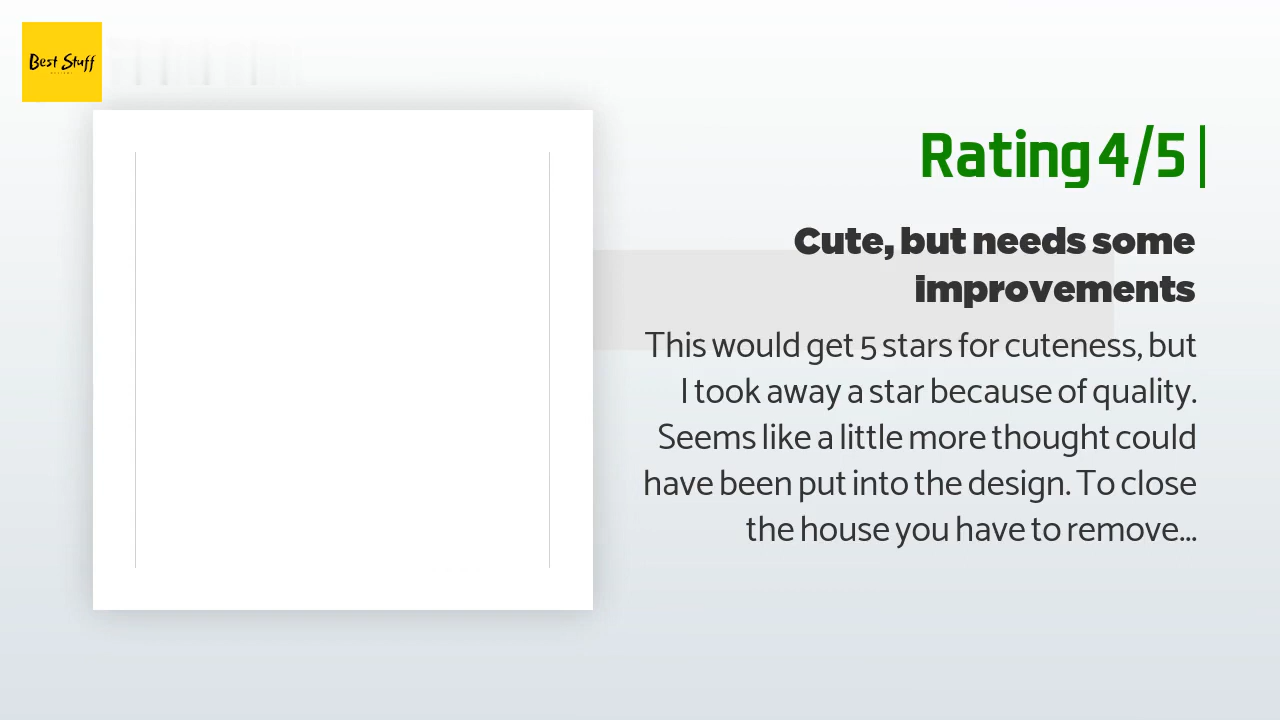 Best Stuff
Rating 4/5
Cute, but needs some
improvements
This would get 5 stars for cuteness, but
I took away a star because of quality.
Seems like a little more thought could
have been put into the design. To close
the house you have to remove...